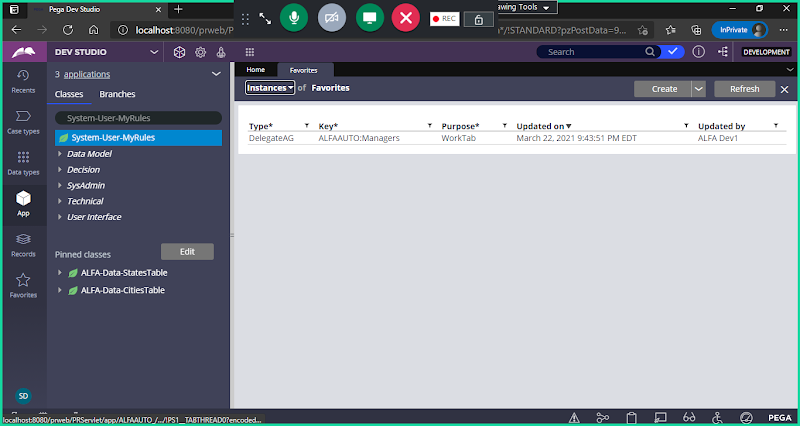 Pega Dev Studio
localhost:8080/prweb/P
REC
awing Tools
*/!STANDARD?pzPostData=9...
InPrivate
DEV STUDIO
Search
DEVELOPMENT
Recents
Case types
Data types
App
Records
Favorites
SD
3 applications
Classes Branches
System-User-MyRules
System-User-MyRules
Data Model
Decision
SysAdmin
Technical
User Interface
Pinned classes Edit
ALFA-Data-StatesTable
ALFA-Data-CitiesTable
Home Favorites
Instances of Favorites Create Refresh
Type* Key* Purpose* Updated on Updated by
DelegateAG ALFAAUTO:Managers WorkTab March 22, 2021 9:43:51 PM EDT ALFA Dev1
localhost:8080/prweb/PRServlet/app/ALFAAUTO_/.../!PS1__TABTHREAD0?encoded...
PEGA